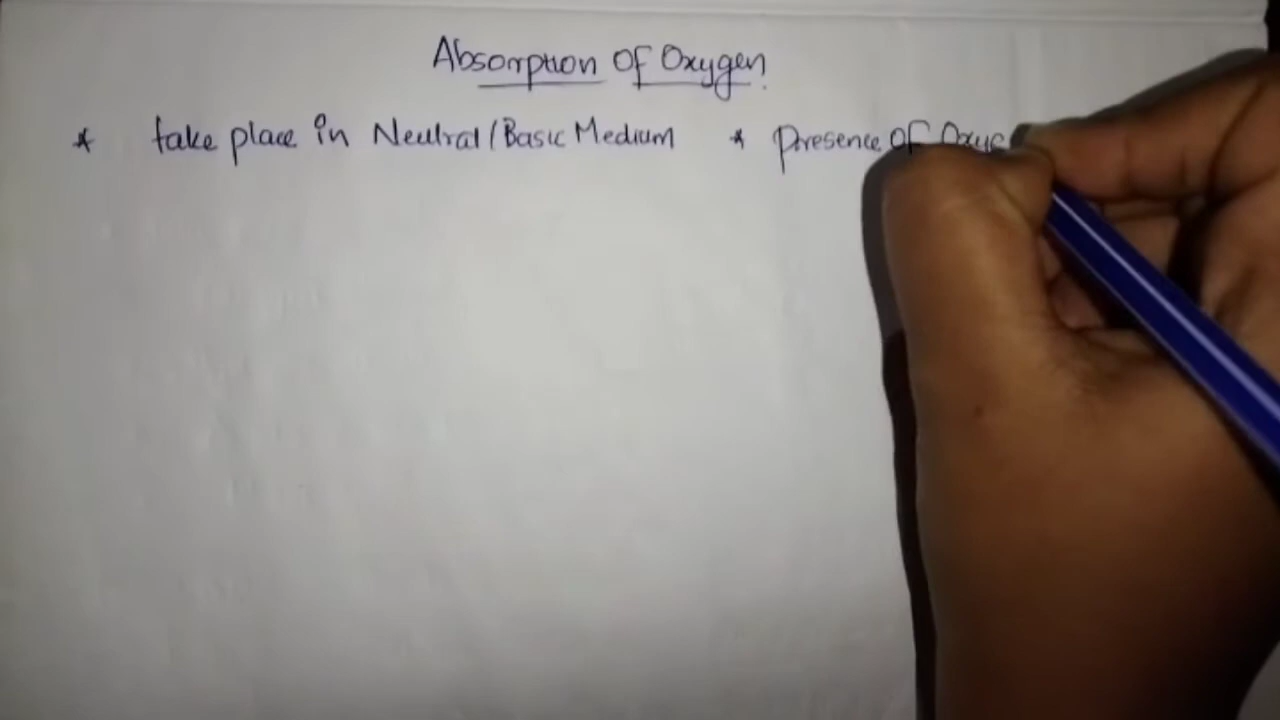 Absorption Of Oxygen
* take place in Neutral/Basic Medium * Presence of